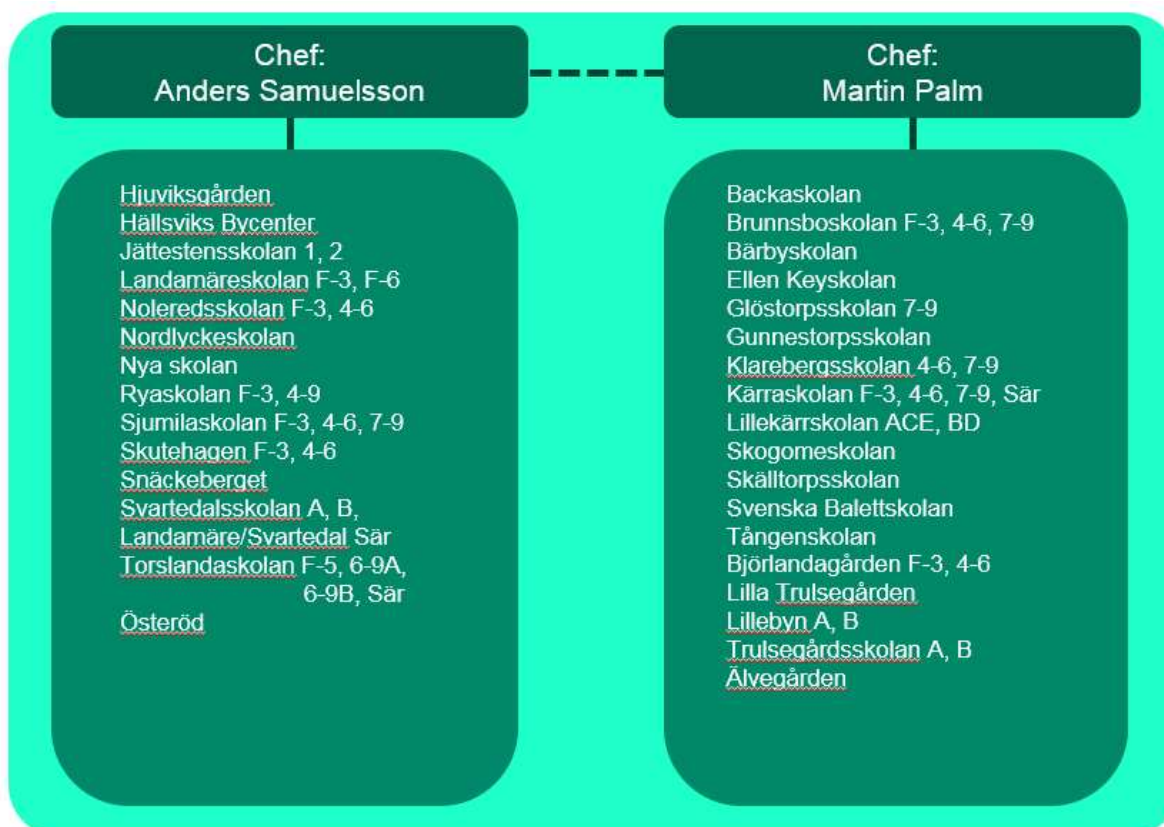 Chef:
Anders Samuelsson
Hjuviksgården
Hällsviks Bycenter
Jättestensskolan 1, 2
Landamäreskolan F-3, F-6
Noleredsskolan F-3, 4-6
Nordlyckeskolan
Nya skolan
Ryaskolan F-3, 4-9
Sjumilaskolan F-3, 4-6, 7-9
Skutehagen F-3, 4-6
Snäckeberget
Svartedalsskolan A, B,
Landamäre/Svartedal Sär
Torslandaskolan F-5, 6-9A,
6-9B, Sär
Österöd
Chef:
Martin Palm
Backaskolan
Brunnsboskolan F-3, 4-6, 7-9
Bärbyskolan
Ellen Keyskolan
Glöstorpsskolan 7-9
Gunnestorpsskolan
Klarebergsskolan 4-6, 7-9
Kärraskolan F-3, 4-6, 7-9, Sär
Lillekärrskolan ACE, BD
Skogomeskolan
Skälltorpsskolan
Svenska Balettskolan
Tångenskolan
Björlandagården F-3, 4-6
Lilla Trulsegården
Lillebyn A, B
Trulsegårdsskolan A, B
Älvegården